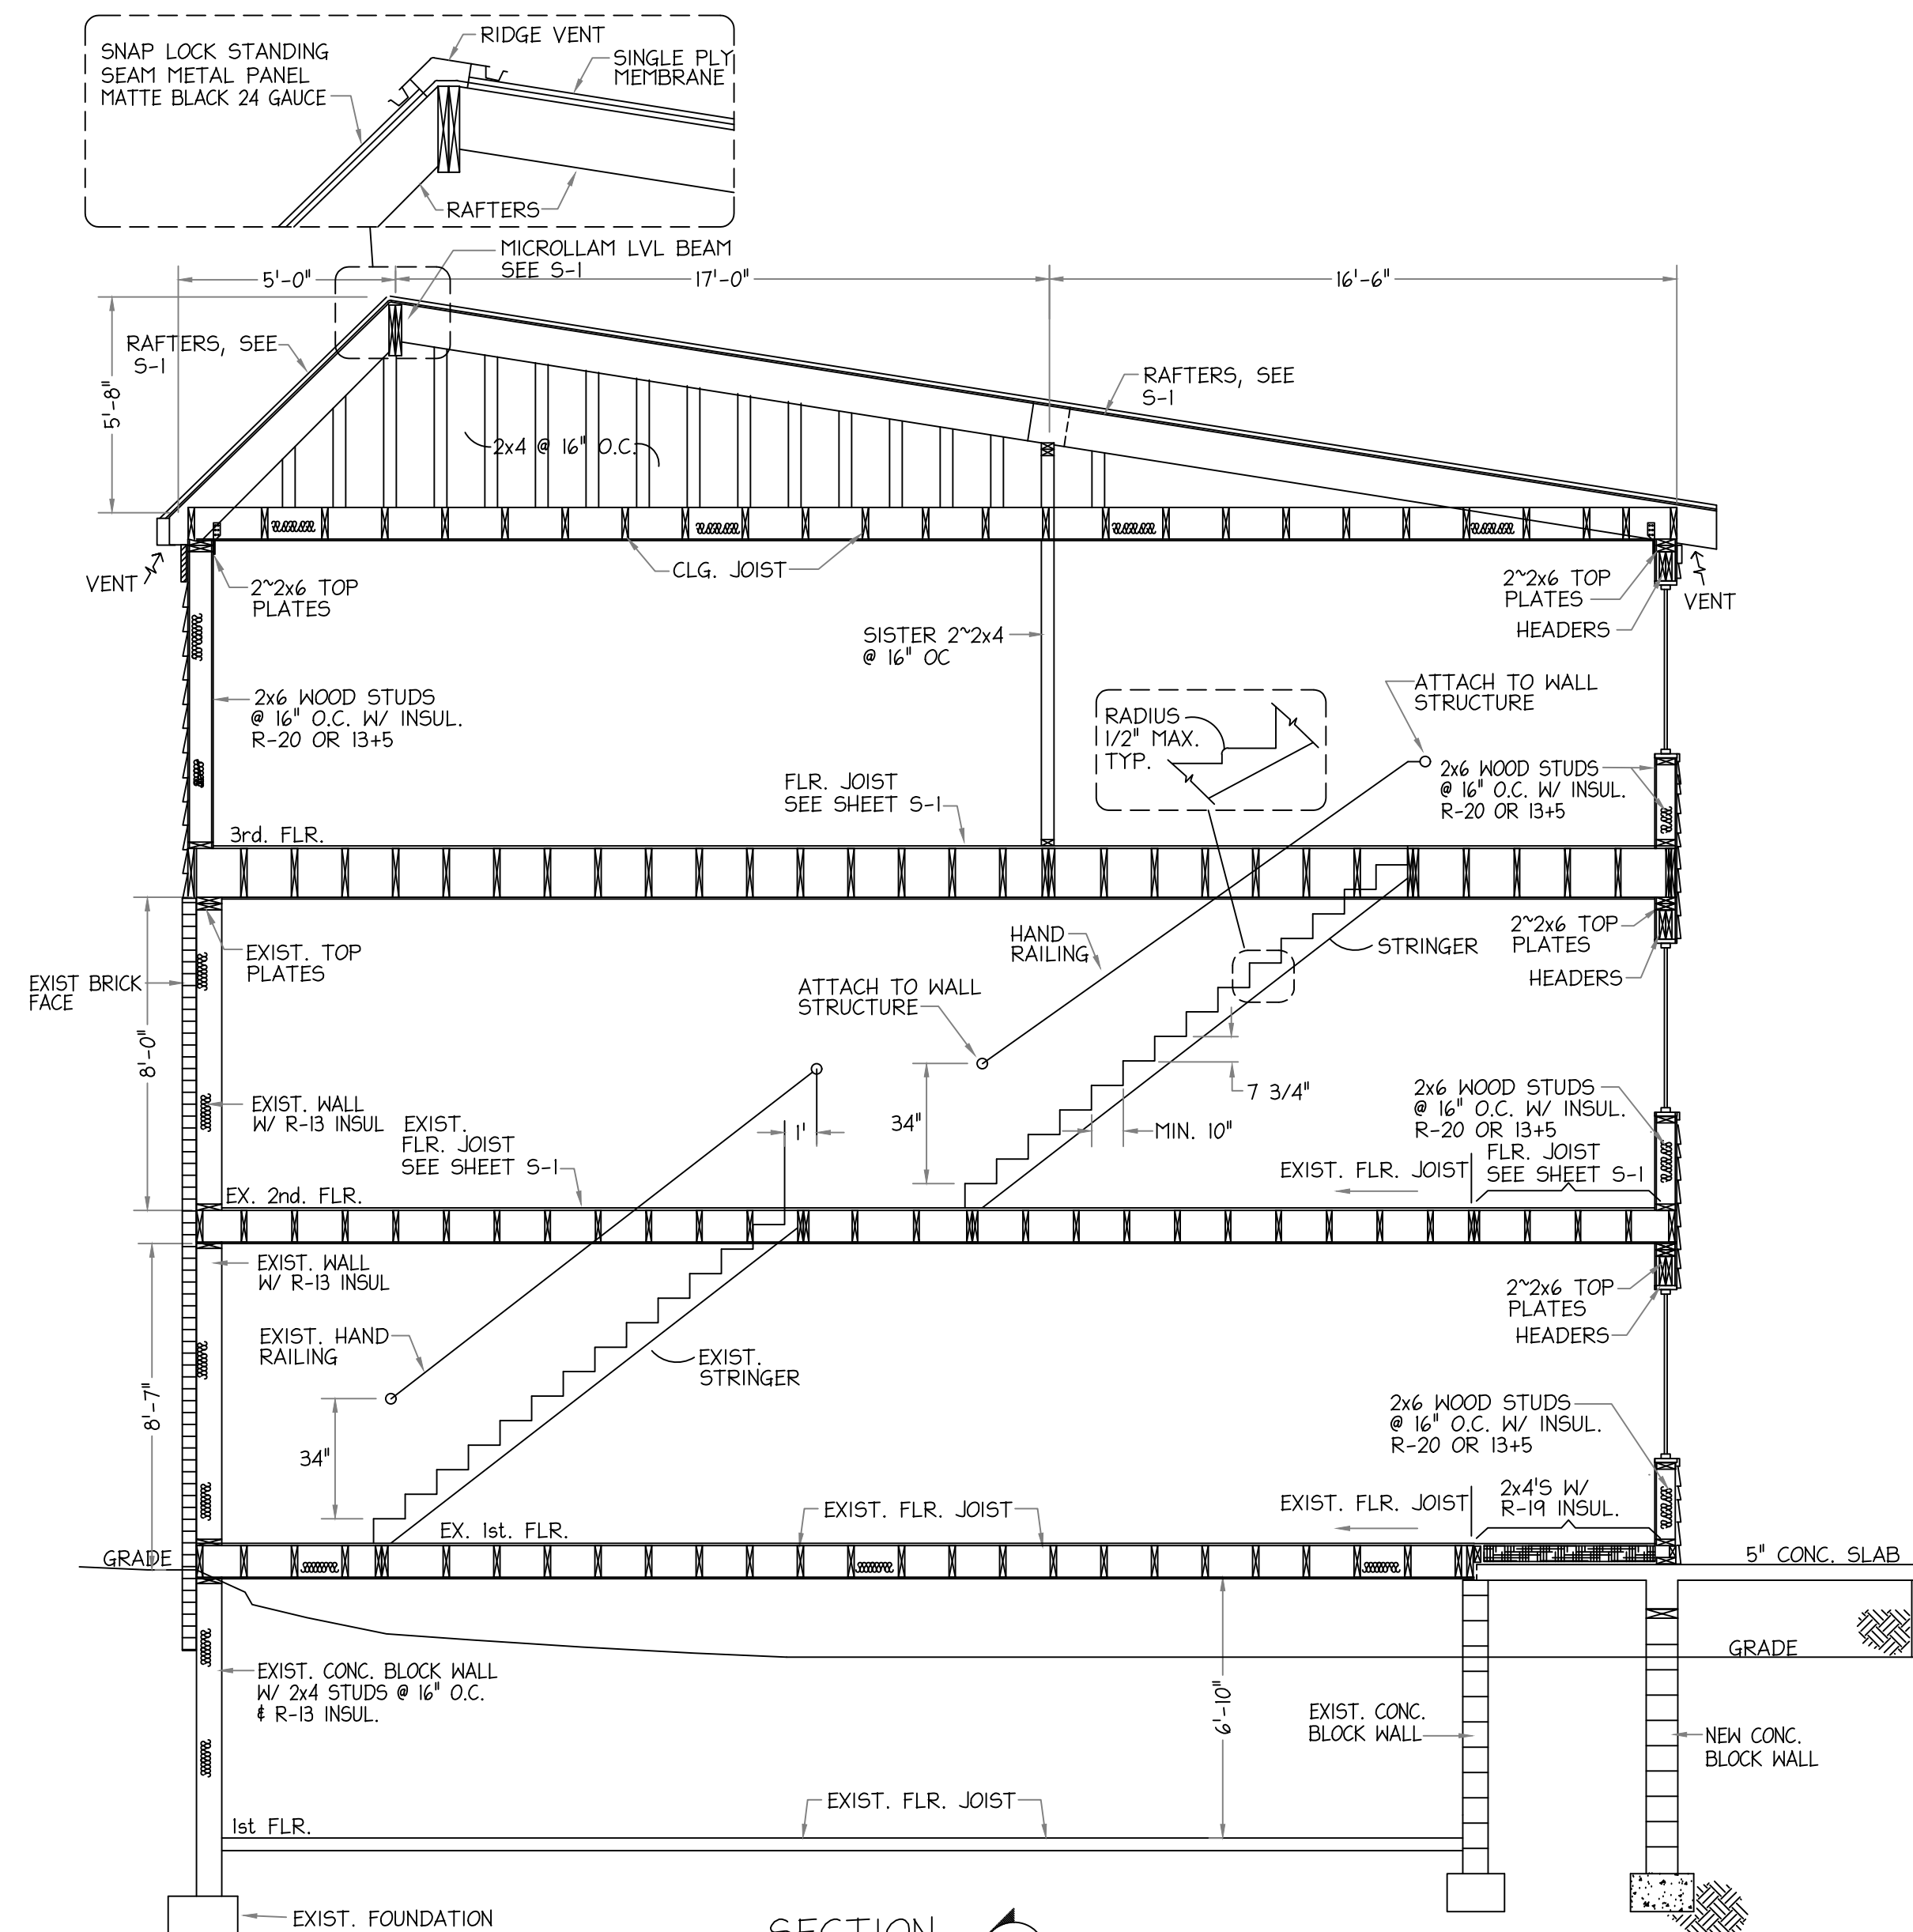 SNAP LOCK STANDING
SEAM METAL PANEL
MATTE BLACK 24 GAUCE
RIDGE VENT
SINGLE PLY
MEMBRANE
RAFTERS
MICROLLAM LVL BEAM
SEE S-1
5'-0"
17'-0"
16'-6"
RAFTERS, SEE
S-1
5'-8"
RAFTERS, SEE
S-1
2x4 @ 16" O.C.
VENT
2~2x6 TOP
PLATES
CLG. JOIST
2~2x6 TOP
PLATES
VENT
HEADERS
SISTER 2~2x4
@ 16" OC
2x6 WOOD STUDS
@ 16" O.C. W/ INSUL.
R-20 OR 13+5
ATTACH TO WALL
STRUCTURE
RADIUS
1/2" MAX.
TYP.
2x6 WOOD STUDS
@ 16" O.C. W/ INSUL.
R-20 OR 13+5
FLR. JOIST
SEE SHEET S-1
3rd. FLR.
EXIST. TOP
PLATES
EXIST BRICK
FACE
HAND
RAILING
STRINGER
2~2x6 TOP
PLATES
HEADERS
ATTACH TO WALL
STRUCTURE
8'-0"
7 3/4"
34"
MIN. 10"
1'
EXIST. WALL
W/ R-13 INSUL
EXIST.
FLR. JOIST
SEE SHEET S-1
2x6 WOOD STUDS
@ 16" O.C. W/ INSUL.
R-20 OR 13+5
EXIST. FLR. JOIST
FLR. JOIST
SEE SHEET S-1
EX. 2nd. FLR.
EXIST. WALL
W/ R-13 INSUL
2~2x6 TOP
PLATES
HEADERS
EXIST. HAND
RAILING
EXIST.
STRINGER
8'-7"
34"
2x6 WOOD STUDS
@ 16" O.C. W/ INSUL.
R-20 OR 13+5
EXIST. FLR. JOIST
2x4'S W/
R-19 INSUL.
EXIST. FLR. JOIST
EX. 1st. FLR.
GRADE
5" CONC. SLAB
GRADE
EXIST. CONC. BLOCK WALL
W/ 2x4 STUDS @ 16" O.C.
& R-13 INSUL.
6'-10"
EXIST. CONC.
BLOCK WALL
NEW CONC.
BLOCK WALL
EXIST. FLR. JOIST
1st FLR.
EXIST. FOUNDATION
SECTION